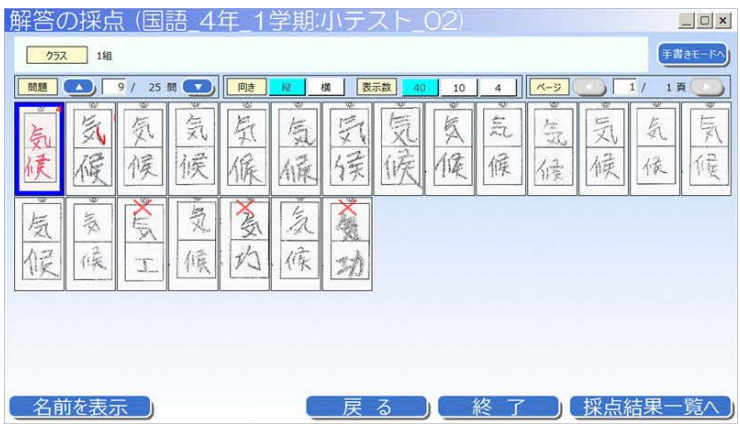 解答の採点 (国語_4年_1学期:小テスト_02)
クラス 1組 手書きモードへ
問題 9 / 25 問 向き 縦 横 表示数 40 10 4 ページ 1 / 1 頁
気候 気候 気候 気候 気候 気候 気候 気候 気候 気候 気候 気候 気候 気候
気候 気候 気工 気候 気均 気候 気功
名前を表示 戻る 終了 採点結果一覧へ